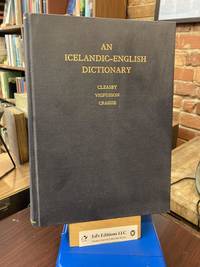 AN
ICELANDIC-ENGLISH
DICTIONARY
CLEASBY
VIGFUSSON
CRAIGIE
Ed's Editions LLC.